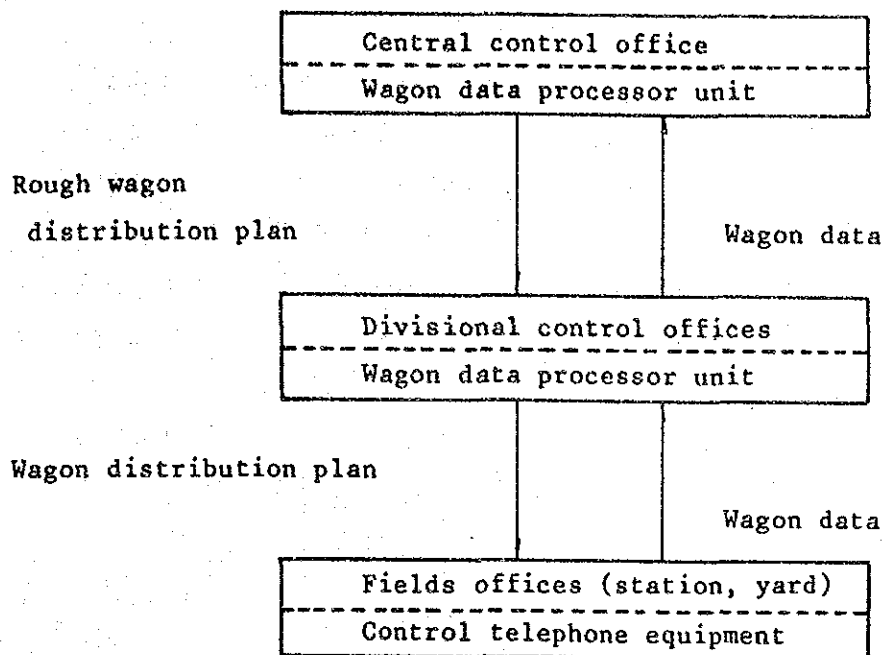 Central control office
Wagon data processor unit
Rough wagon
distribution plan
Wagon data
Divisional control offices
Wagon data processor unit
Wagon distribution plan
Wagon data
Fields offices (station, yard)
Control telephone equipment